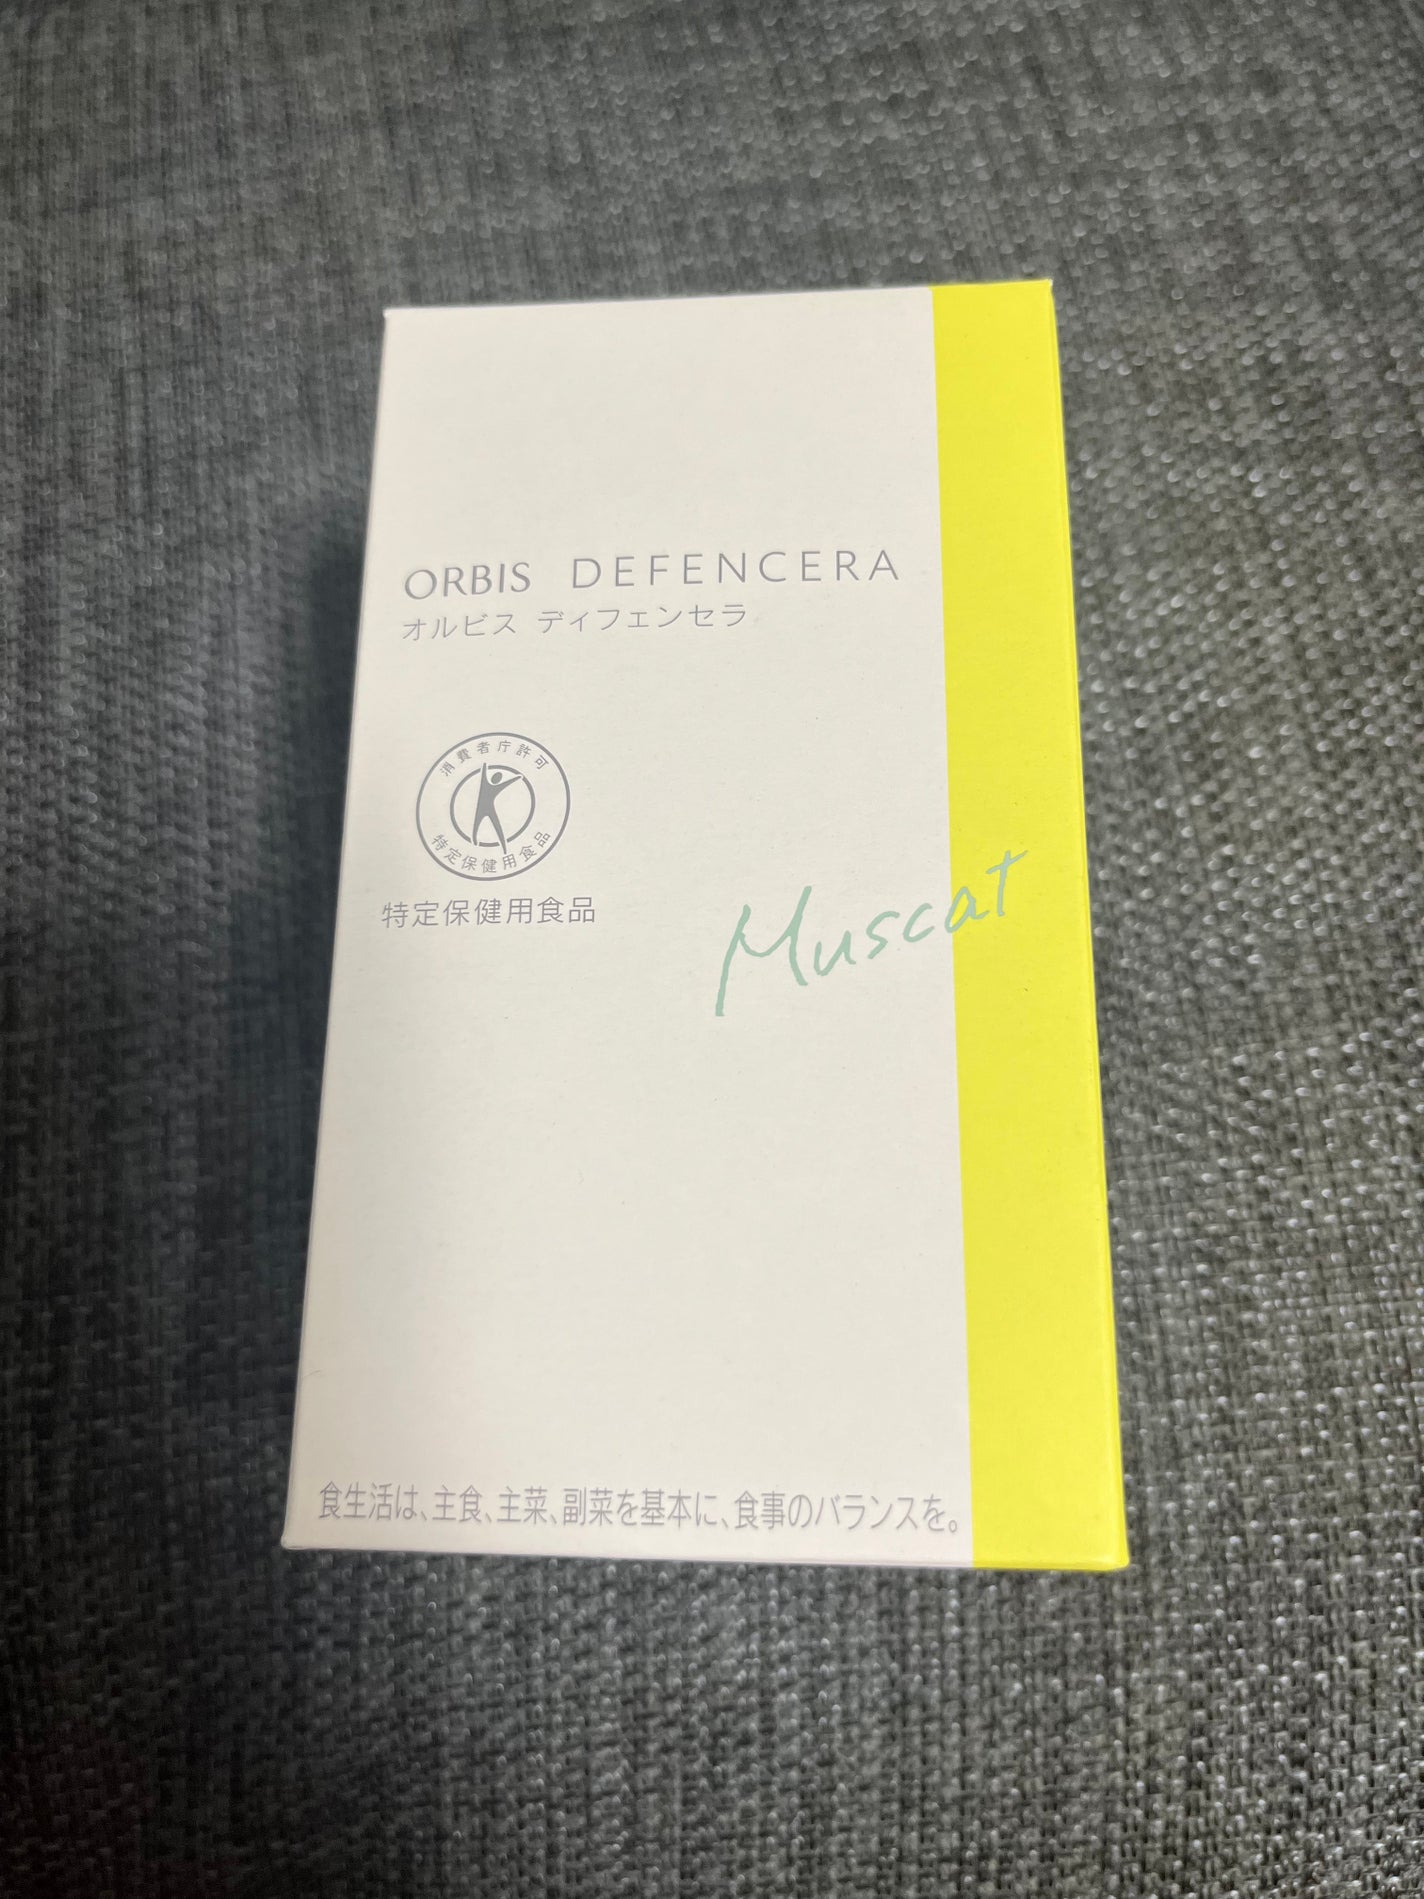 ORBIS DEFENCERA
オルビス ディフェンセラ
消費者庁許可
特定保健用食品
特定保健用食品
Muscat
食生活は、主食、主菜、副菜を基本に、食事のバランスを。